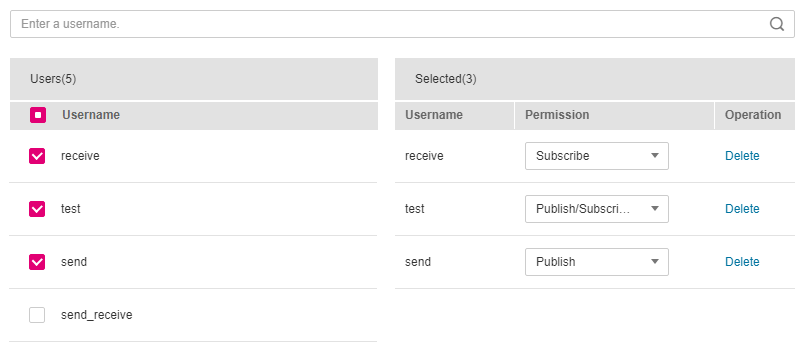 Enter a username.
Users(5)
Username
receive
test
send
send_receive
Selected(3)
Username Permission Operation
receive Subscribe Delete
test Publish/Subscri... Delete
send Publish Delete